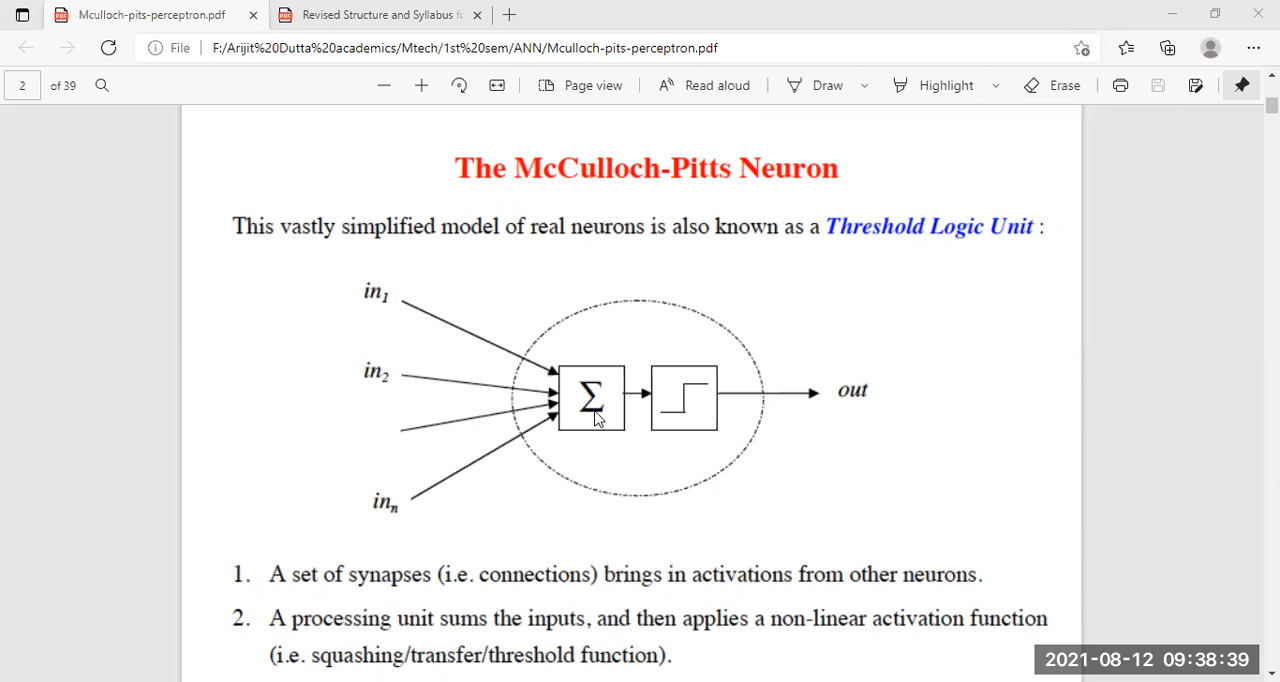 Mculloch-pits-perceptron.pdf
Revised Structure and Syllabus fo
File F:/Arijit%20Dutta%20academics/Mtech/1st%20sem/ANN/Mculloch-pits-perceptron.pdf
2 of 39 Page view Read aloud Draw Highlight Erase
The McCulloch-Pitts Neuron
This vastly simplified model of real neurons is also known as a Threshold Logic Unit :
in1
in2
Σ
out
inn
1. A set of synapses (i.e. connections) brings in activations from other neurons.
2. A processing unit sums the inputs, and then applies a non-linear activation function
(i.e. squashing/transfer/threshold function).
2021-08-12 09:38:39